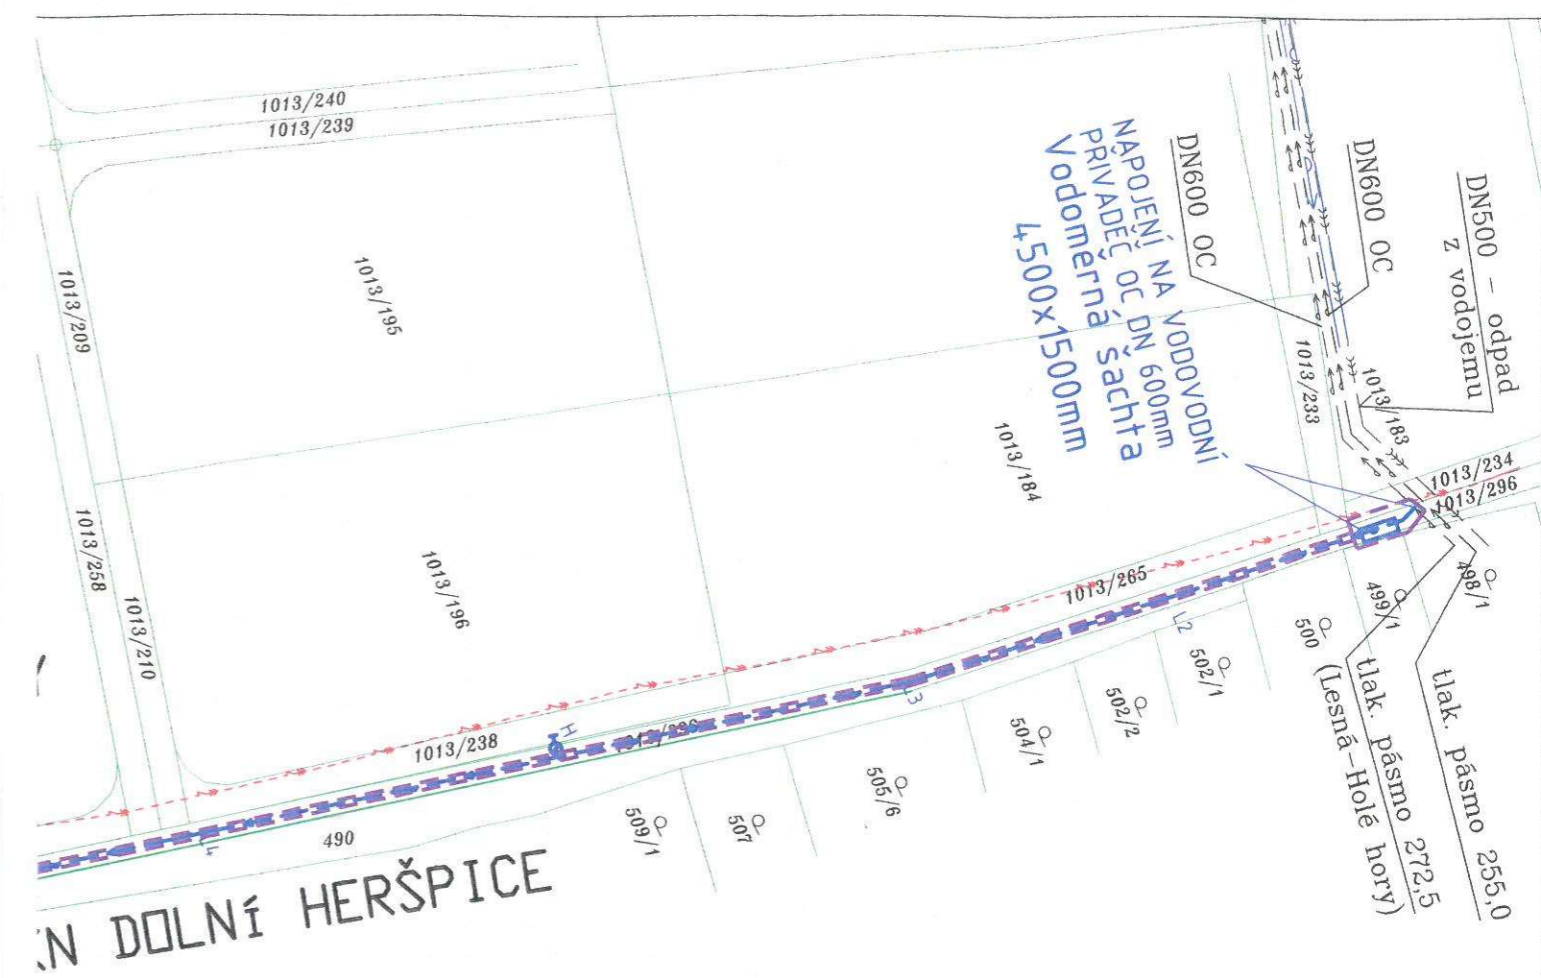 1013/240
1013/239
1013/209
1013/195
1013/258
1013/210
1013/196
1013/184
NAPOJENÍ NA VODOVODNÍ
PŘIVADĚČ OC DN 600mm
Vodoměrná šachta
4500x1500mm
DN600 OC
DN600 OC
DN500 – odpad
z vodojemu
1013/233
1013/183
1013/234
1013/296
1013/265
1013/238
490
L2
L3
L4
H
498/1
499/1
500
502/1
502/2
504/1
505/6
507
509/1
tlak. pásmo 255,0
tlak. pásmo 272,5
(Lesná–Holé hory)
DOLNÍ HERŠPICE